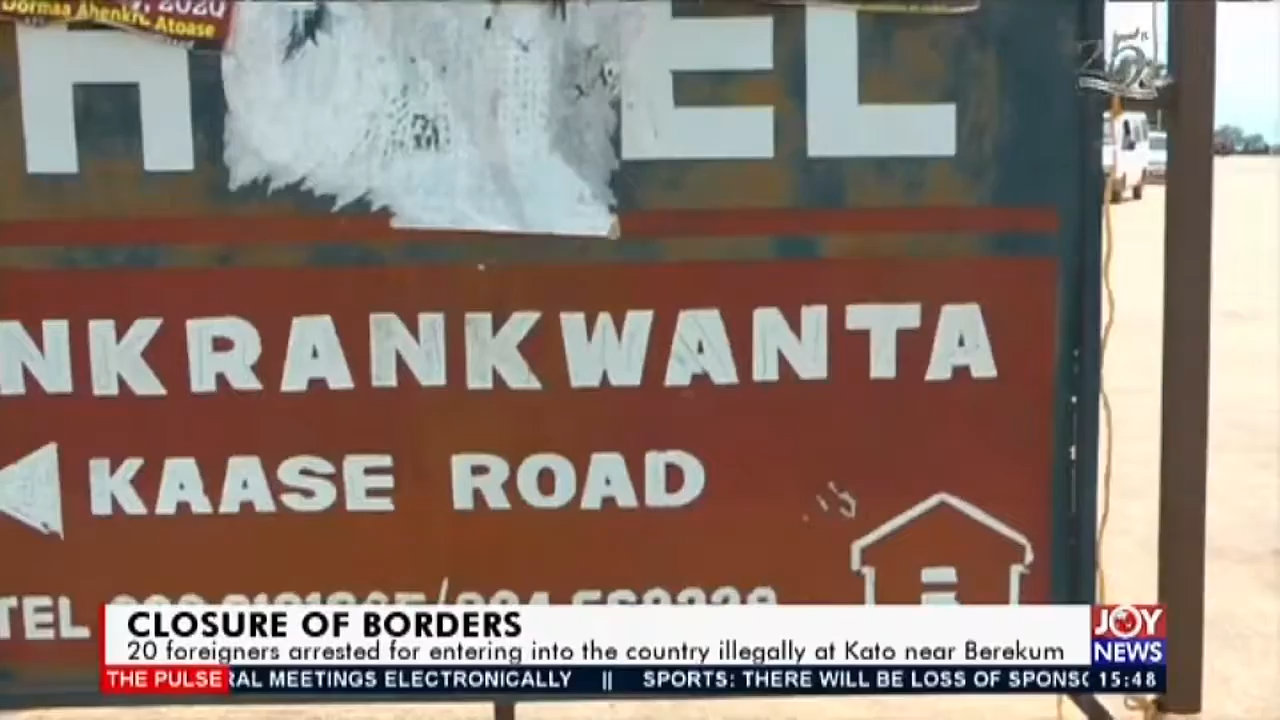 , 2020
Dormaa Ahenkro Atoase
EL
NKRANKWANTA
KAASE ROAD
TEL
CLOSURE OF BORDERS
20 foreigners arrested for entering into the country illegally at Kato near Berekum
JOY
NEWS
THE PULSE
RAL MEETINGS ELECTRONICALLY || SPORTS: THERE WILL BE LOSS OF SPONS
15:48